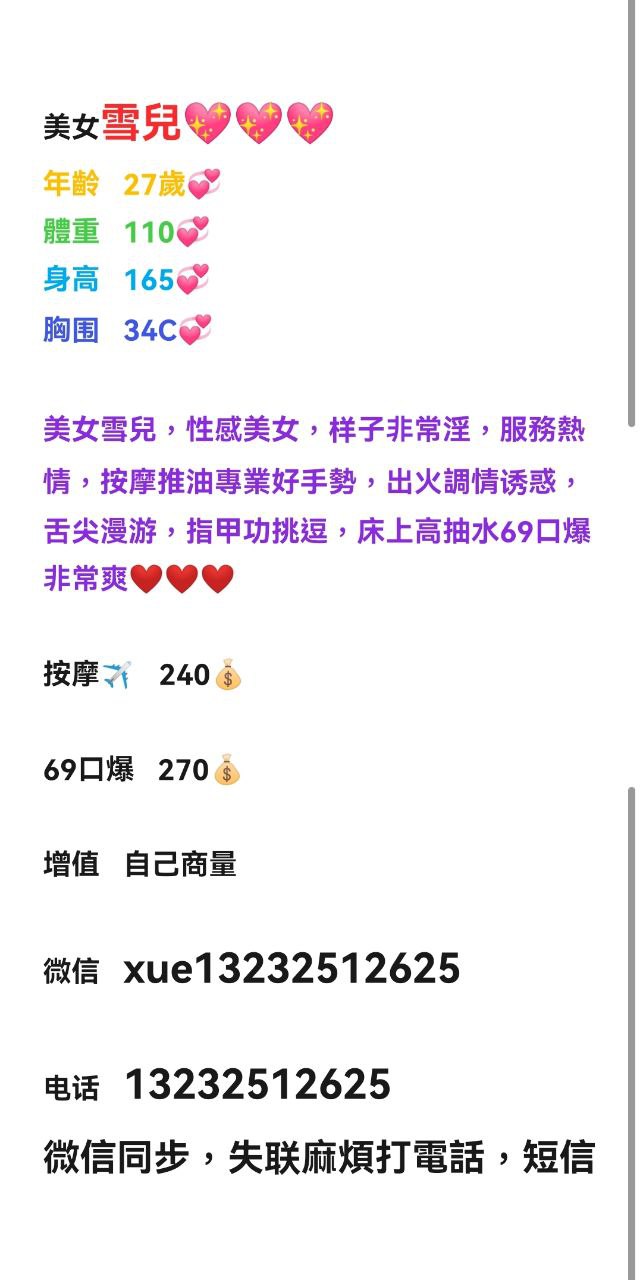 美女雪兒💖💖💖
年齡 27歲💞
體重 110💞
身高 165💞
胸围 34C💞
美女雪兒，性感美女，样子非常淫，服務熱
情，按摩推油專業好手勢，出火調情诱惑，
舌尖漫游，指甲功挑逗，床上高抽水69口爆
非常爽❤️❤️❤️
按摩✈️ 240💰
69口爆 270💰
增值 自己商量
微信 xue13232512625
电话 13232512625
微信同步，失联麻煩打電話，短信